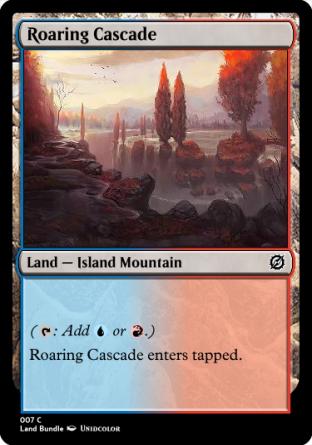 Roaring Cascade
Land — Island Mountain
( : Add or .)
Roaring Cascade enters tapped.
007 C
Land Bundle UNIDCOLOR